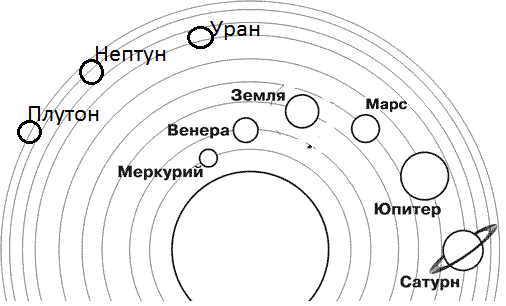 Уран
Нептун
Плутон
Земля
Марс
Венера
Меркурий
Юпитер
Сатурн